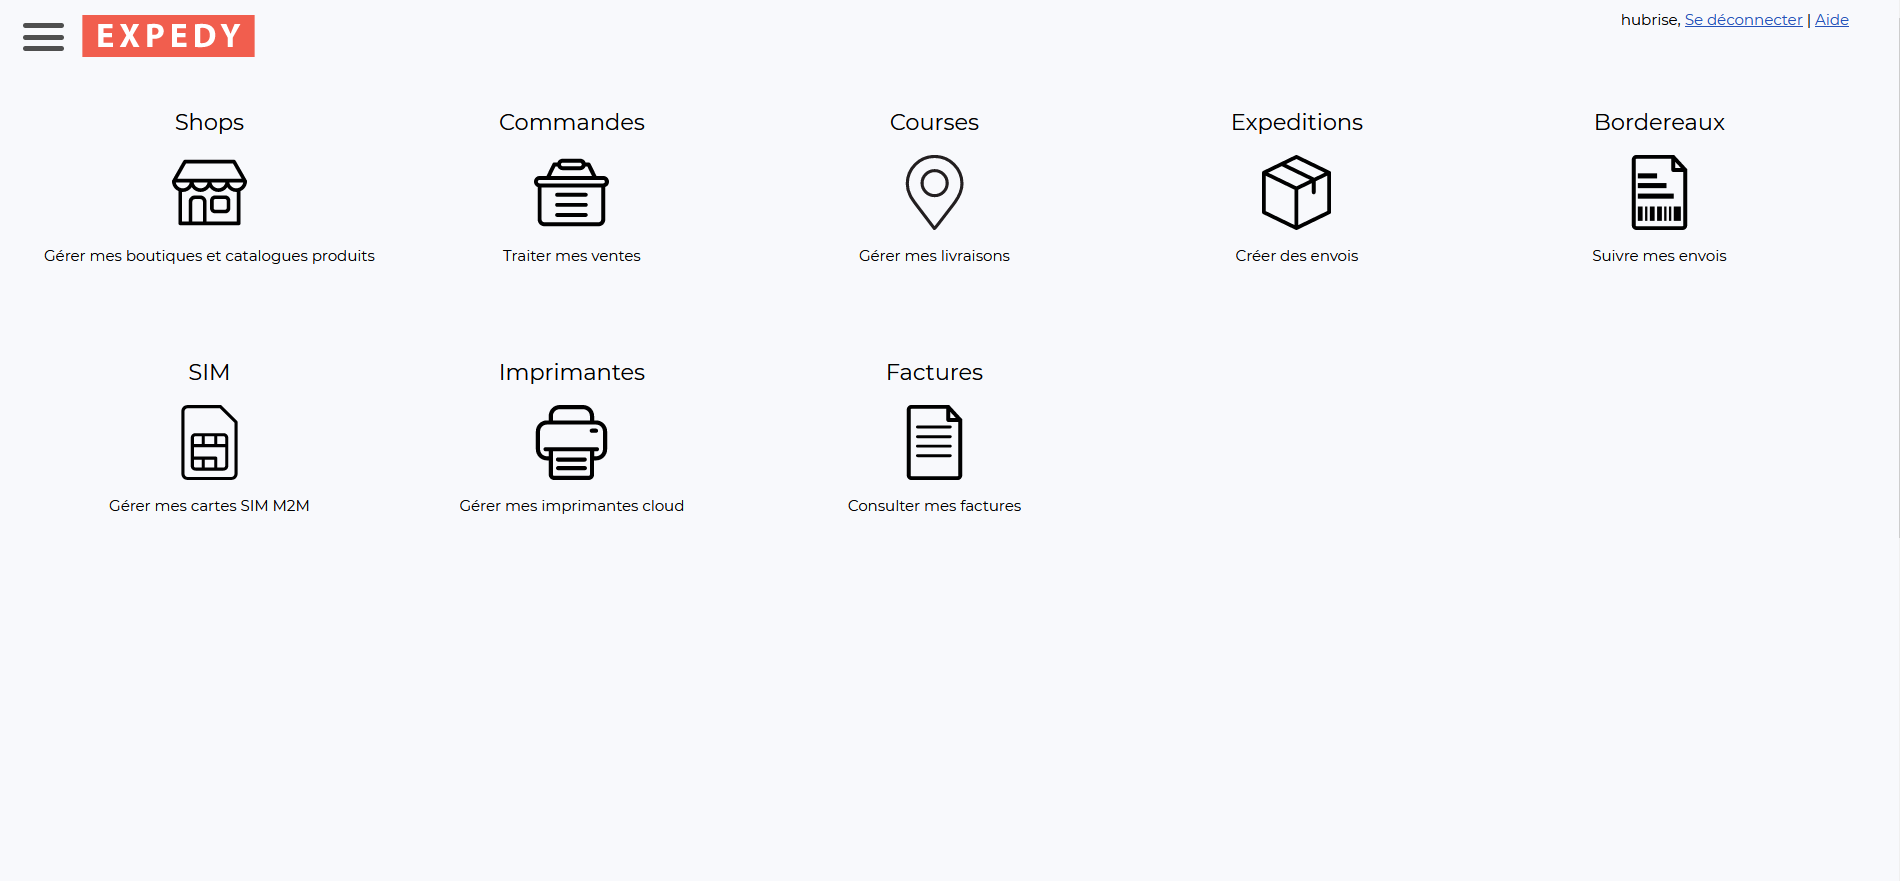 EXPEDY
hubrise, Se déconnecter | Aide
Shops
Commandes
Courses
Expeditions
Bordereaux
Gérer mes boutiques et catalogues produits
Traiter mes ventes
Gérer mes livraisons
Créer des envois
Suivre mes envois
SIM
Imprimantes
Factures
Gérer mes cartes SIM M2M
Gérer mes imprimantes cloud
Consulter mes factures